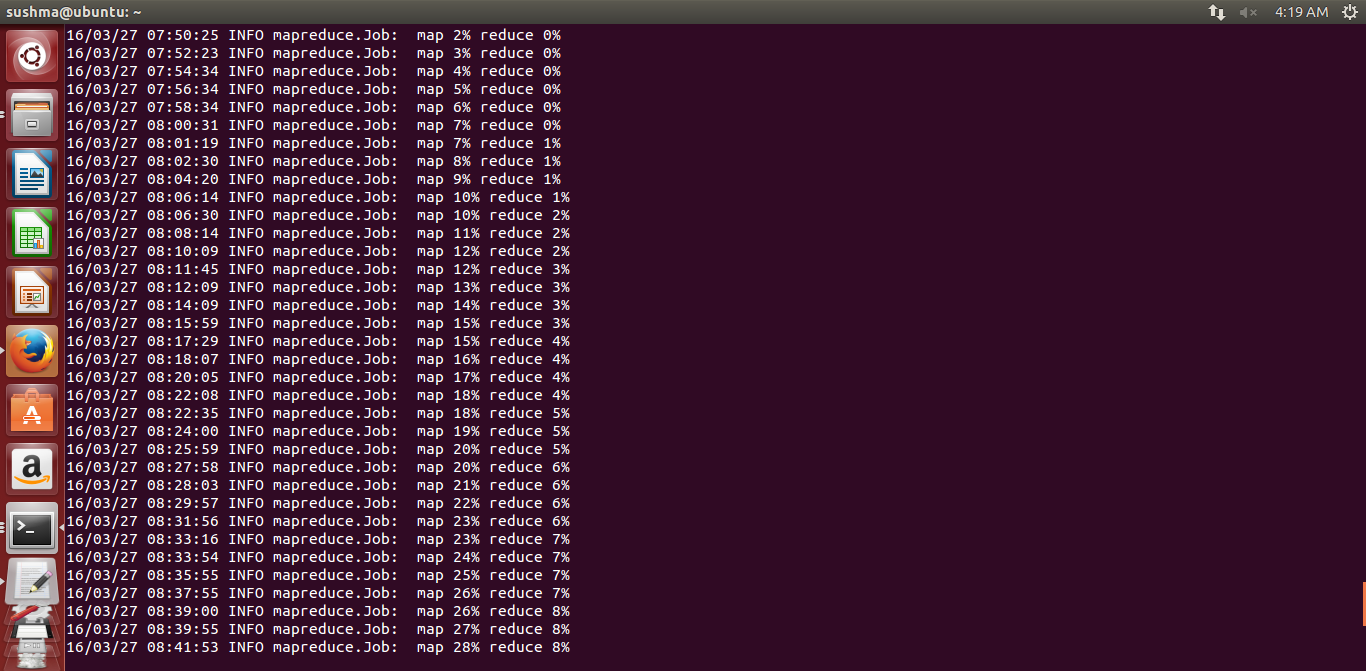 sushma@ubuntu: ~
4:19 AM
16/03/27 07:50:25 INFO mapreduce.Job:  map 2% reduce 0%
16/03/27 07:52:23 INFO mapreduce.Job:  map 3% reduce 0%
16/03/27 07:54:34 INFO mapreduce.Job:  map 4% reduce 0%
16/03/27 07:56:34 INFO mapreduce.Job:  map 5% reduce 0%
16/03/27 07:58:34 INFO mapreduce.Job:  map 6% reduce 0%
16/03/27 08:00:31 INFO mapreduce.Job:  map 7% reduce 0%
16/03/27 08:01:19 INFO mapreduce.Job:  map 7% reduce 1%
16/03/27 08:02:30 INFO mapreduce.Job:  map 8% reduce 1%
16/03/27 08:04:20 INFO mapreduce.Job:  map 9% reduce 1%
16/03/27 08:06:14 INFO mapreduce.Job:  map 10% reduce 1%
16/03/27 08:06:30 INFO mapreduce.Job:  map 10% reduce 2%
16/03/27 08:08:14 INFO mapreduce.Job:  map 11% reduce 2%
16/03/27 08:10:09 INFO mapreduce.Job:  map 12% reduce 2%
16/03/27 08:11:45 INFO mapreduce.Job:  map 12% reduce 3%
16/03/27 08:12:09 INFO mapreduce.Job:  map 13% reduce 3%
16/03/27 08:14:09 INFO mapreduce.Job:  map 14% reduce 3%
16/03/27 08:15:59 INFO mapreduce.Job:  map 15% reduce 3%
16/03/27 08:17:29 INFO mapreduce.Job:  map 15% reduce 4%
16/03/27 08:18:07 INFO mapreduce.Job:  map 16% reduce 4%
16/03/27 08:20:05 INFO mapreduce.Job:  map 17% reduce 4%
16/03/27 08:22:08 INFO mapreduce.Job:  map 18% reduce 4%
16/03/27 08:22:35 INFO mapreduce.Job:  map 18% reduce 5%
16/03/27 08:24:00 INFO mapreduce.Job:  map 19% reduce 5%
16/03/27 08:25:59 INFO mapreduce.Job:  map 20% reduce 5%
16/03/27 08:27:58 INFO mapreduce.Job:  map 20% reduce 6%
16/03/27 08:28:03 INFO mapreduce.Job:  map 21% reduce 6%
16/03/27 08:29:57 INFO mapreduce.Job:  map 22% reduce 6%
16/03/27 08:31:56 INFO mapreduce.Job:  map 23% reduce 6%
16/03/27 08:33:16 INFO mapreduce.Job:  map 23% reduce 7%
16/03/27 08:33:54 INFO mapreduce.Job:  map 24% reduce 7%
16/03/27 08:35:55 INFO mapreduce.Job:  map 25% reduce 7%
16/03/27 08:37:55 INFO mapreduce.Job:  map 26% reduce 7%
16/03/27 08:39:00 INFO mapreduce.Job:  map 26% reduce 8%
16/03/27 08:39:55 INFO mapreduce.Job:  map 27% reduce 8%
16/03/27 08:41:53 INFO mapreduce.Job:  map 28% reduce 8%